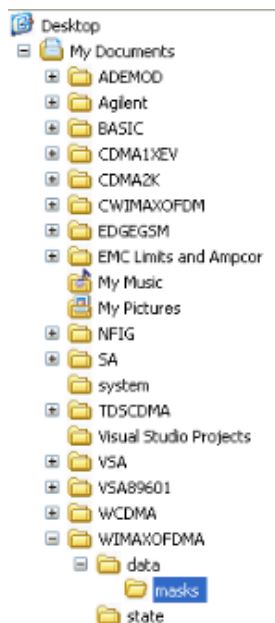 Desktop
My Documents
ADEMOD
Agilent
BASIC
CDMA1XEV
CDMA2K
CWIMAXOFDM
EDGEGSM
EMC Limits and Ampcor
My Music
My Pictures
NFIG
SA
system
TDSCDMA
Visual Studio Projects
VSA
VSA89601
WCDMA
WIMAXOFDMA
data
masks
state